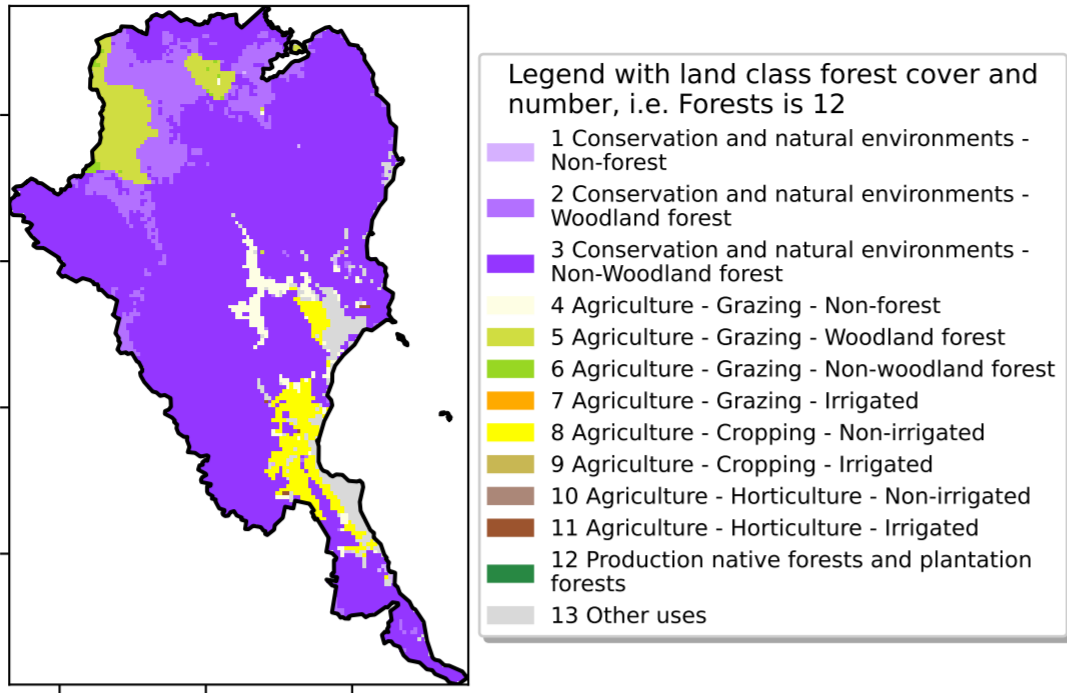 Legend with land class forest cover and
number, i.e. Forests is 12
1 Conservation and natural environments -
Non-forest
2 Conservation and natural environments -
Woodland forest
3 Conservation and natural environments -
Non-Woodland forest
4 Agriculture - Grazing - Non-forest
5 Agriculture - Grazing - Woodland forest
6 Agriculture - Grazing - Non-woodland forest
7 Agriculture - Grazing - Irrigated
8 Agriculture - Cropping - Non-irrigated
9 Agriculture - Cropping - Irrigated
10 Agriculture - Horticulture - Non-irrigated
11 Agriculture - Horticulture - Irrigated
12 Production native forests and plantation
forests
13 Other uses